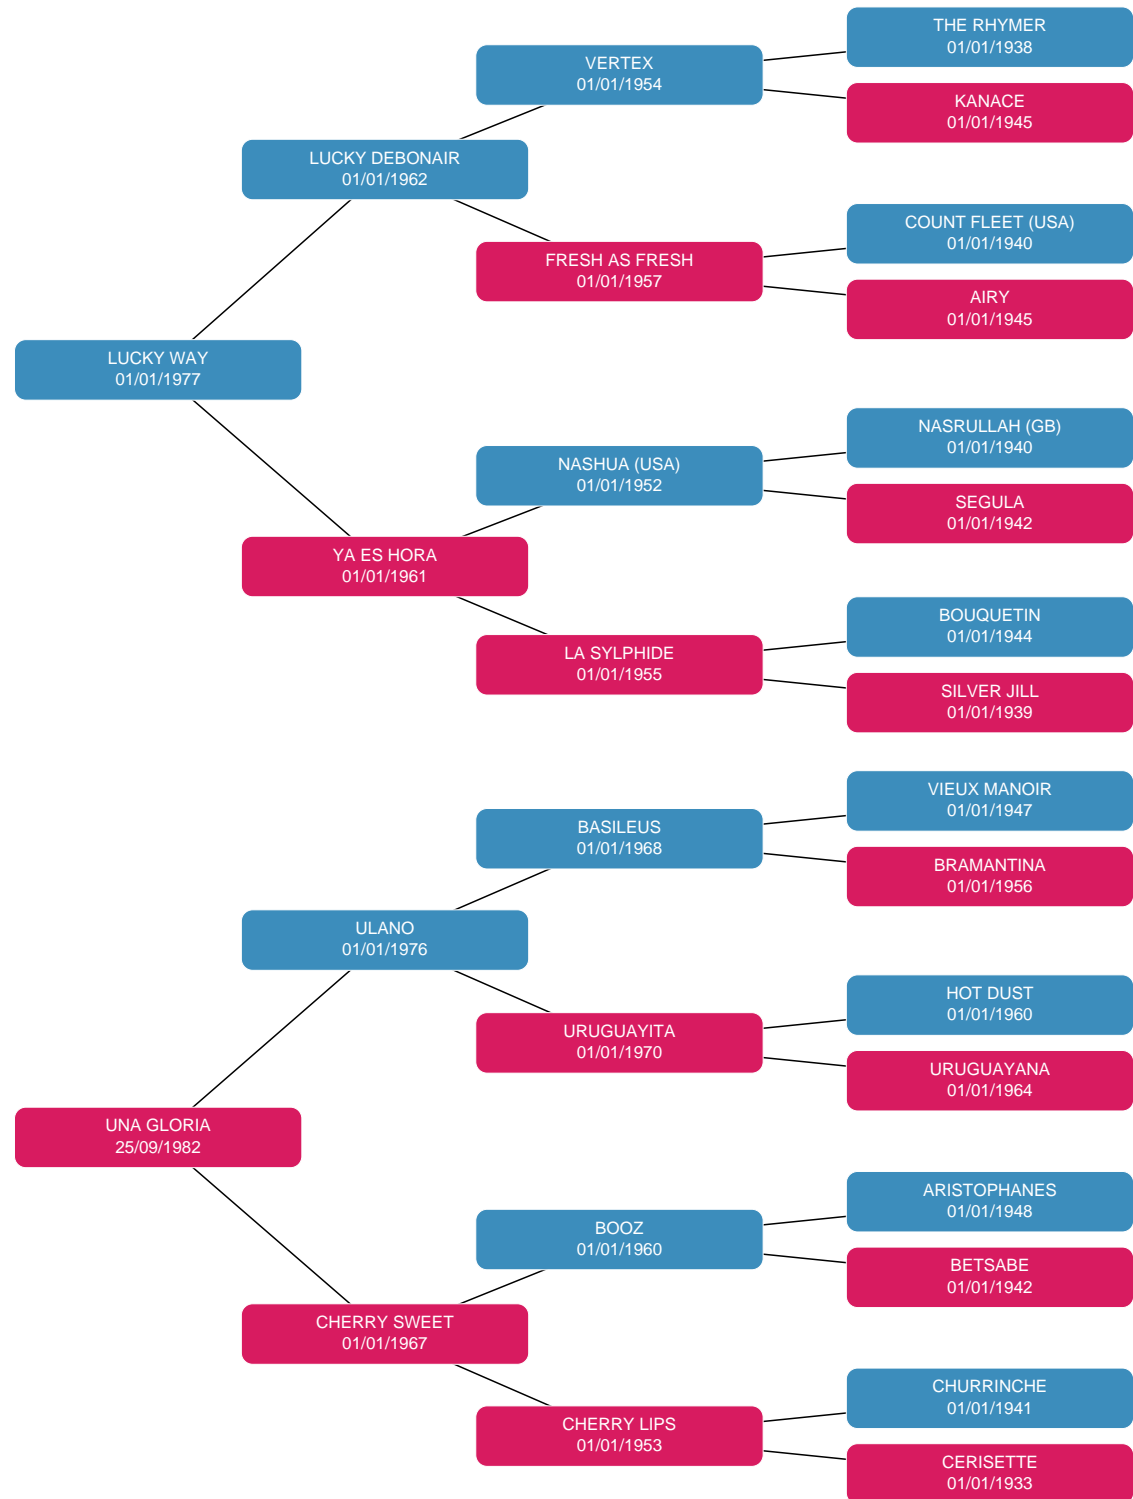 THE RHYMER
01/01/1938
VERTEX
01/01/1954
KANACE
01/01/1945
LUCKY DEBONAIR
01/01/1962
COUNT FLEET (USA)
01/01/1940
FRESH AS FRESH
01/01/1957
AIRY
01/01/1945
LUCKY WAY
01/01/1977
NASRULLAH (GB)
01/01/1940
NASHUA (USA)
01/01/1952
SEGULA
01/01/1942
YA ES HORA
01/01/1961
BOUQUETIN
01/01/1944
LA SYLPHIDE
01/01/1955
SILVER JILL
01/01/1939
VIEUX MANOIR
01/01/1947
BASILEUS
01/01/1968
BRAMANTINA
01/01/1956
ULANO
01/01/1976
HOT DUST
01/01/1960
URUGUAYITA
01/01/1970
URUGUAYANA
01/01/1964
UNA GLORIA
25/09/1982
ARISTOPHANES
01/01/1948
BOOZ
01/01/1960
BETSABE
01/01/1942
CHERRY SWEET
01/01/1967
CHURRINCHE
01/01/1941
CHERRY LIPS
01/01/1953
CERISETTE
01/01/1933